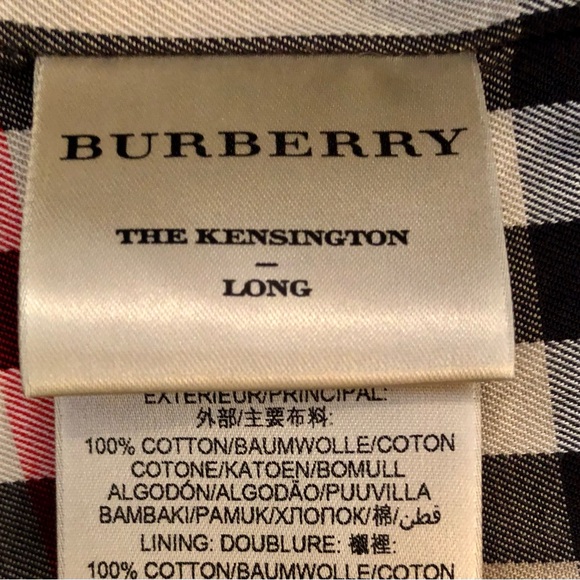 BURBERRY
THE KENSINGTON
–
LONG
EXTERIEUR/PRINCIPAL:
外部/主要布料:
100% COTTON/BAUMWOLLE/COTON
COTONE/KATOEN/BOMULL
ALGODÓN/ALGODÃO/PUUVILLA
BAMBAKI/PAMUK/ХЛОПОК/棉/قطن
LINING: DOUBLURE: 襯裡:
100% COTTON/BAUMWOLLE/COTON